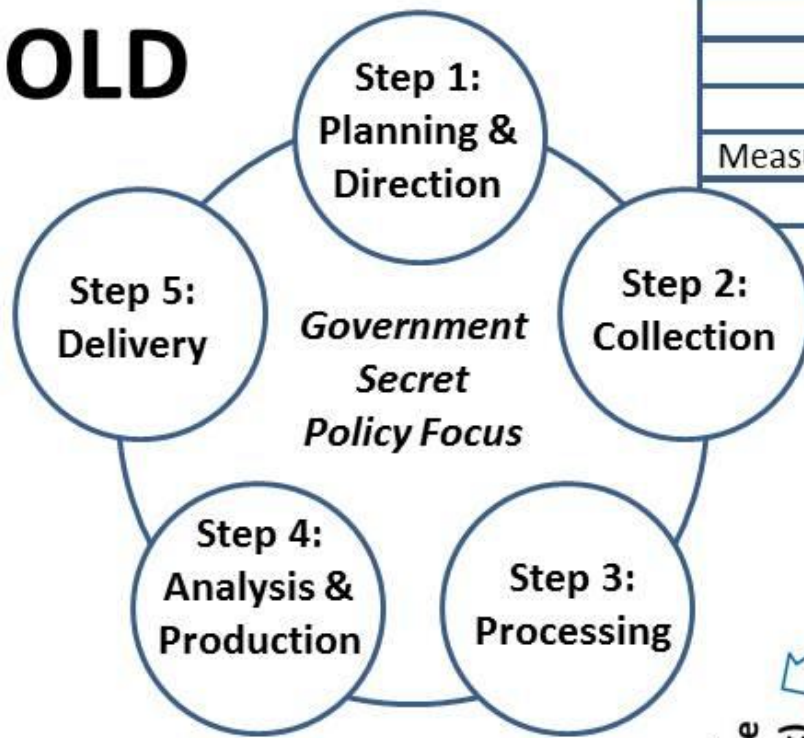 OLD
Step 1:
Planning &
Direction
Step 2:
Collection
Step 3:
Processing
Step 4:
Analysis &
Production
Step 5:
Delivery
Government
Secret
Policy Focus